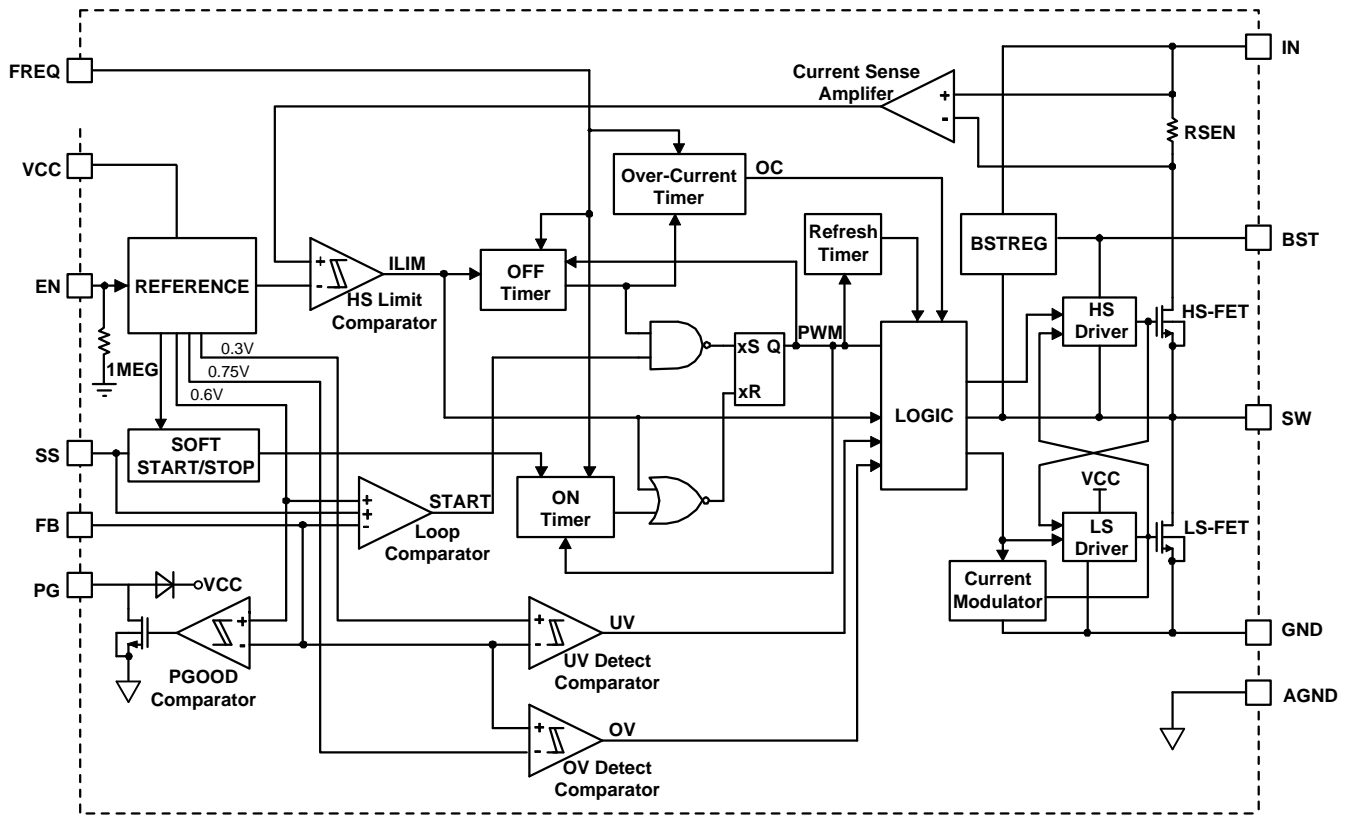 IN
FREQ
Current Sense
Amplifer
+
-
RSEN
VCC
Over-Current
Timer
OC
Refresh
Timer
BSTREG
BST
REFERENCE
+
-
ILIM
HS Limit
Comparator
OFF
Timer
EN
1MEG
0.3V
0.75V
0.6V
xS Q
xR
PWM
LOGIC
HS
Driver
HS-FET
SW
SS
SOFT
START/STOP
FB
+
+
-
START
Loop
Comparator
ON
Timer
VCC
LS
Driver
LS-FET
Current
Modulator
PG
VCC
+
-
PGOOD
Comparator
+
-
UV
UV Detect
Comparator
GND
+
-
OV
OV Detect
Comparator
AGND